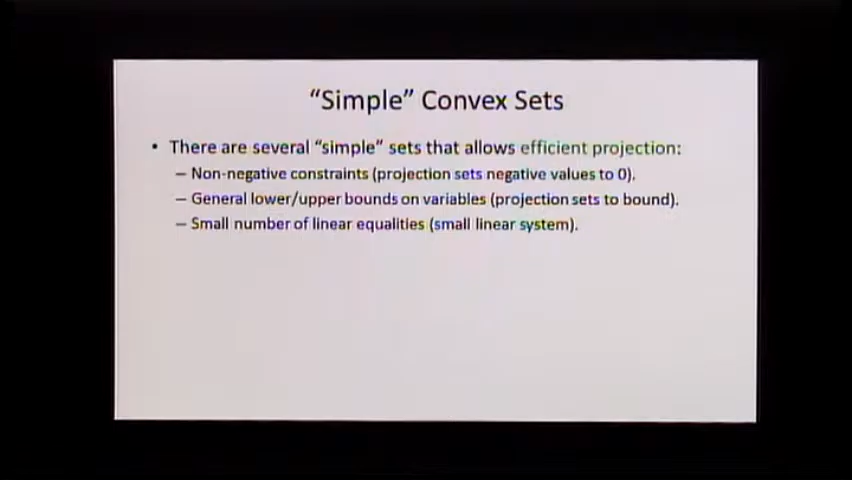 “Simple” Convex Sets
• There are several “simple” sets that allows efficient projection:
– Non-negative constraints (projection sets negative values to 0).
– General lower/upper bounds on variables (projection sets to bound).
– Small number of linear equalities (small linear system).